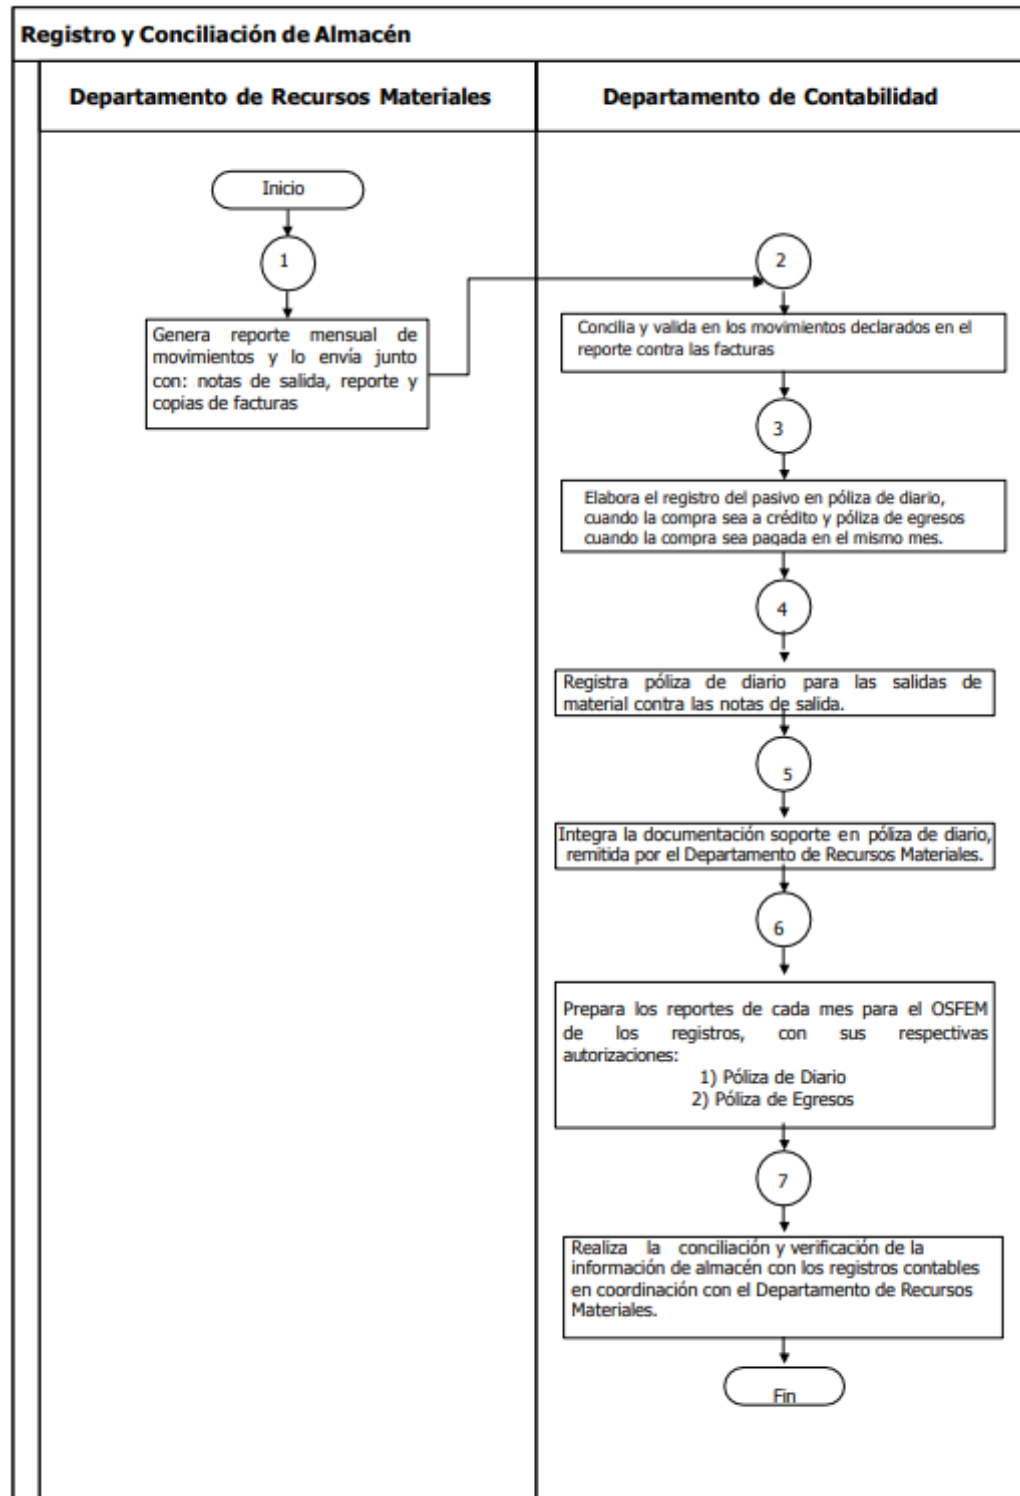 Registro y Conciliación de Almacén
Departamento de Recursos Materiales
Departamento de Contabilidad
Inicio
1
Genera reporte mensual de
movimientos y lo envía junto
con: notas de salida, reporte y
copias de facturas
2
Concilia y valida en los movimientos declarados en el
reporte contra las facturas
3
Elabora el registro del pasivo en póliza de diario,
cuando la compra sea a crédito y póliza de egresos
cuando la compra sea pagada en el mismo mes.
4
Registra póliza de diario para las salidas de
material contra las notas de salida.
5
Integra la documentación soporte en póliza de diario,
remitida por el Departamento de Recursos Materiales.
6
Prepara los reportes de cada mes para el OSFEM
de los registros, con sus respectivas
autorizaciones:
1) Póliza de Diario
2) Póliza de Egresos
7
Realiza la conciliación y verificación de la
información de almacén con los registros contables
en coordinación con el Departamento de Recursos
Materiales.
Fin